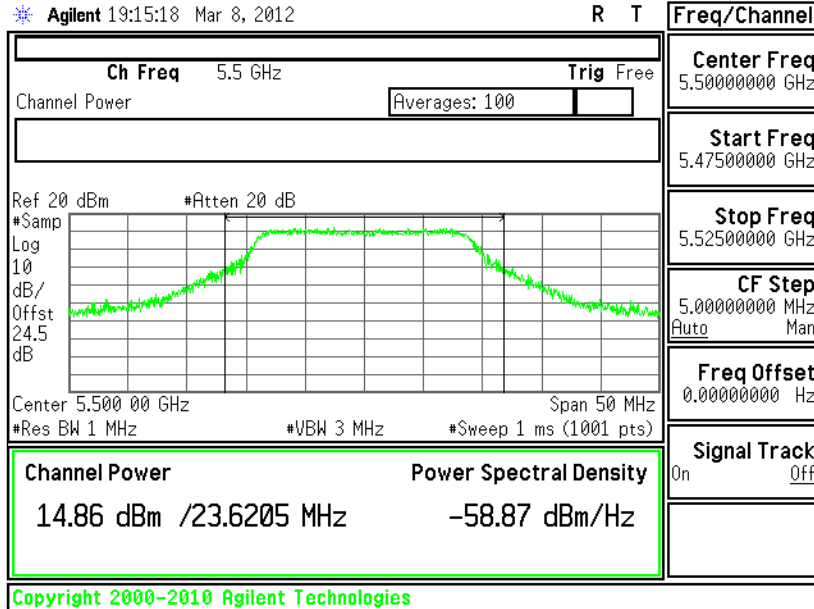 Agilent 19:15:18 Mar 8, 2012 R T
Freq/Channel
Ch Freq 5.5 GHz Trig Free
Channel Power Averages: 100
Ref 20 dBm #Atten 20 dB
#Samp
Log
10
dB/
Offst
24.5
dB
Center 5.500 00 GHz Span 50 MHz
#Res BW 1 MHz #VBW 3 MHz #Sweep 1 ms (1001 pts)
Channel Power Power Spectral Density
14.86 dBm /23.6205 MHz -58.87 dBm/Hz
Center Freq
5.50000000 GHz
Start Freq
5.47500000 GHz
Stop Freq
5.52500000 GHz
CF Step
5.00000000 MHz
Auto Man
Freq Offset
0.00000000 Hz
Signal Track
On Off
Copyright 2000-2010 Agilent Technologies